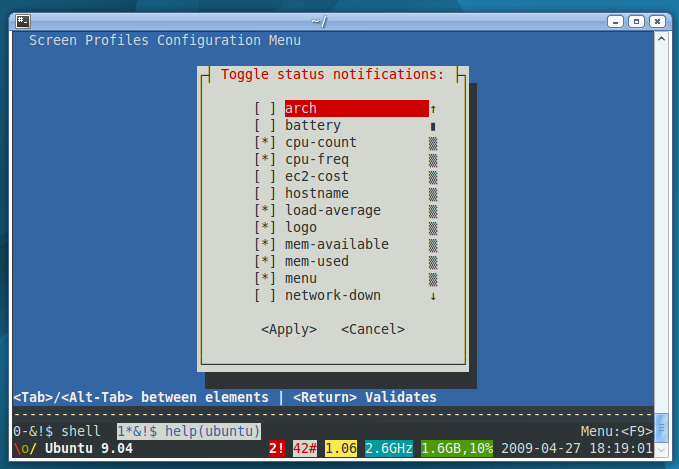 ~/
Screen Profiles Configuration Menu
Toggle status notifications:
[ ] arch
[ ] battery
[*] cpu-count
[*] cpu-freq
[ ] ec2-cost
[ ] hostname
[*] load-average
[*] logo
[*] mem-available
[*] mem-used
[*] menu
[ ] network-down
<Apply> <Cancel>
<Tab>/<Alt-Tab> between elements | <Return> Validates
0-&!$ shell 1*&!$ help(ubuntu) Menu:<F9>
\o/ Ubuntu 9.04 2! 42# 1.06 2.6GHz 1.6GB,10% 2009-04-27 18:19:01